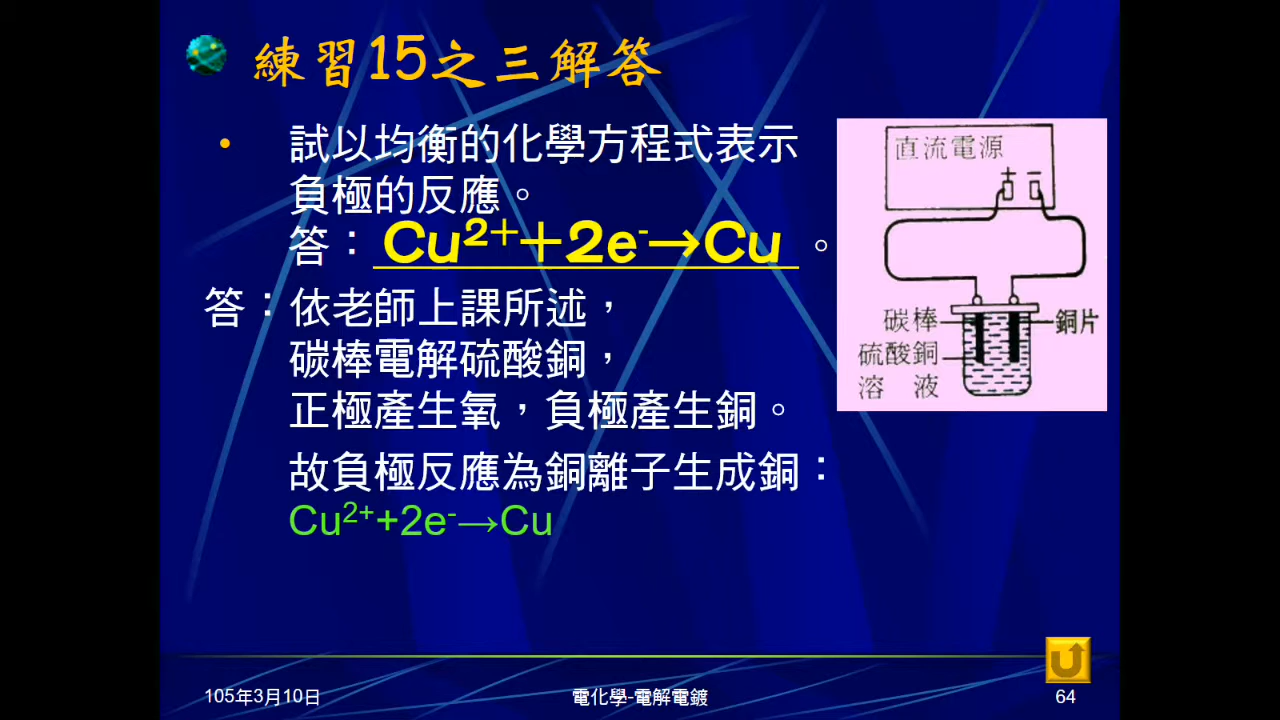 練習15之三解答
• 試以均衡的化學方程式表示
負極的反應。
答：Cu²⁺＋2e⁻→Cu。
答：依老師上課所述，
碳棒電解硫酸銅，
正極產生氧，負極產生銅。
故負極反應為銅離子生成銅：
Cu²⁺+2e⁻→Cu
直流電源
+ −
碳棒
銅片
硫酸銅
溶 液
105年3月10日
電化學-電解電鍍
64